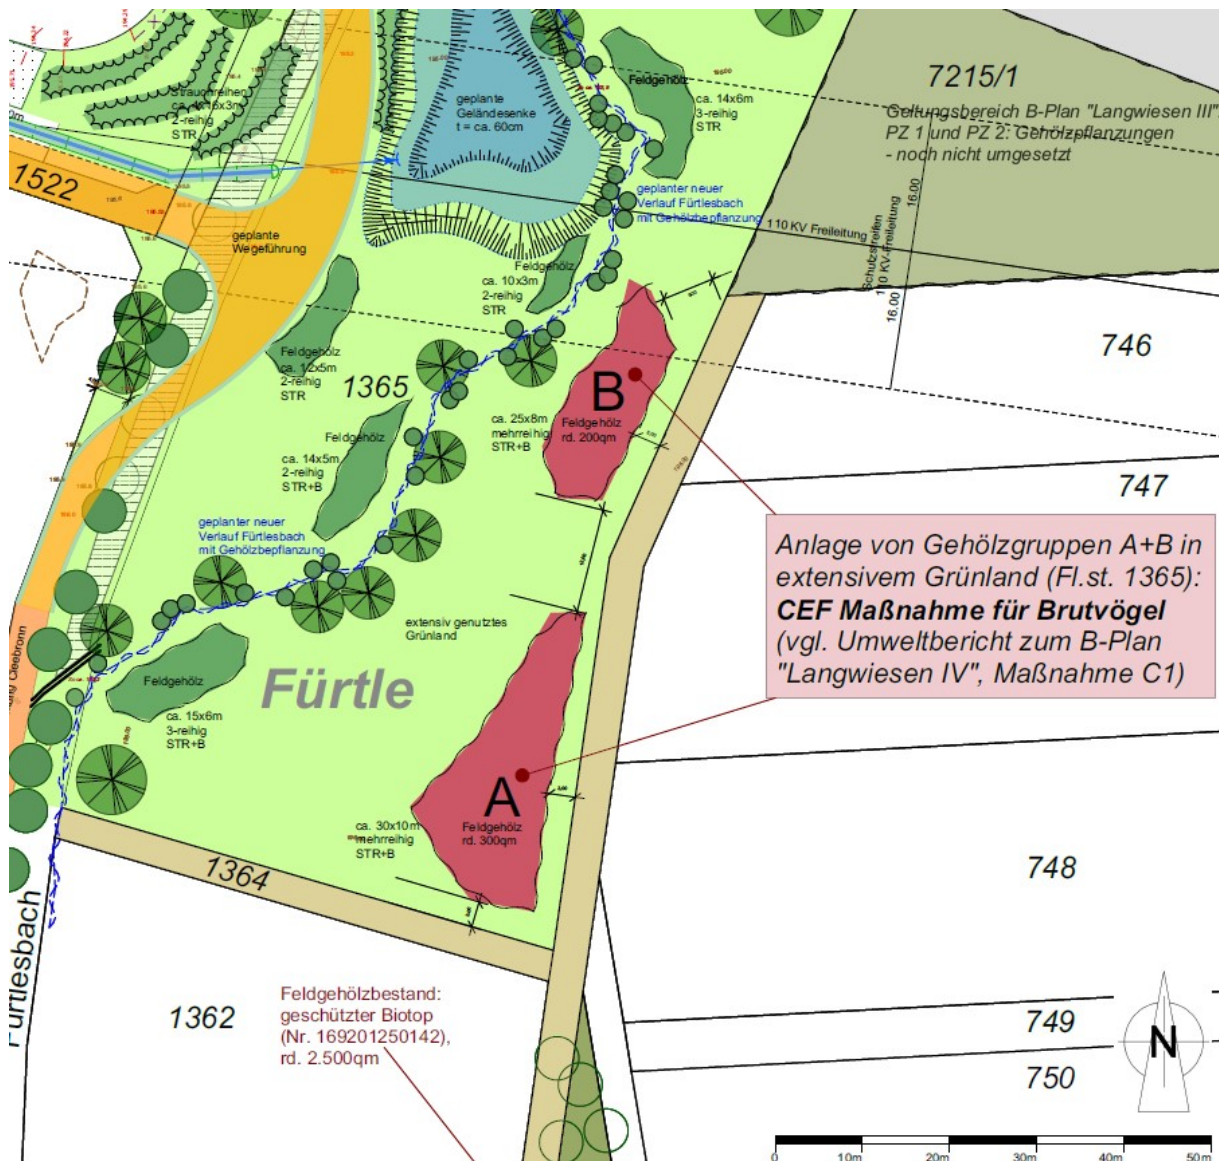 7215/1
Geltungsbereich B-Plan "Langwiesen III":
PZ 1 und PZ 2: Gehölzpflanzungen
- noch nicht umgesetzt
Strauchreihen
2-reihig
STR
1522
geplante
Geländesenke
t = ca. 60cm
Feldgehölz
ca. 14x6m
3-reihig
STR
geplanter neuer
Verlauf Fürtlesbach
mit Gehölzbepflanzung
110 KV Freileitung
Schutzstreifen
110 KV-Freileitung
16.00
16.00
geplante
Wegeführung
Feldgehölz
ca. 10x3m
2-reihig
STR
Feldgehölz
ca. 12x5m
2-reihig
STR
1365
746
B
Feldgehölz
rd. 200qm
ca. 25x8m
mehrreihig
STR+B
Feldgehölz
ca. 14x5m
2-reihig
STR+B
747
geplanter neuer
Verlauf Fürtlesbach
mit Gehölzbepflanzung
Anlage von Gehölzgruppen A+B in
extensivem Grünland (Fl.st. 1365):
CEF Maßnahme für Brutvögel
(vgl. Umweltbericht zum B-Plan
"Langwiesen IV", Maßnahme C1)
extensiv genutztes
Grünland
Fürtle
Feldgehölz
ca. 15x6m
3-reihig
STR+B
A
Feldgehölz
rd. 300qm
ca. 30x10m
mehrreihig
STR+B
748
1364
Fürtlesbach
1362
Feldgehölzbestand:
geschützter Biotop
(Nr. 169201250142),
rd. 2.500qm
749
750
N
0 10m 20m 30m 40m 50m